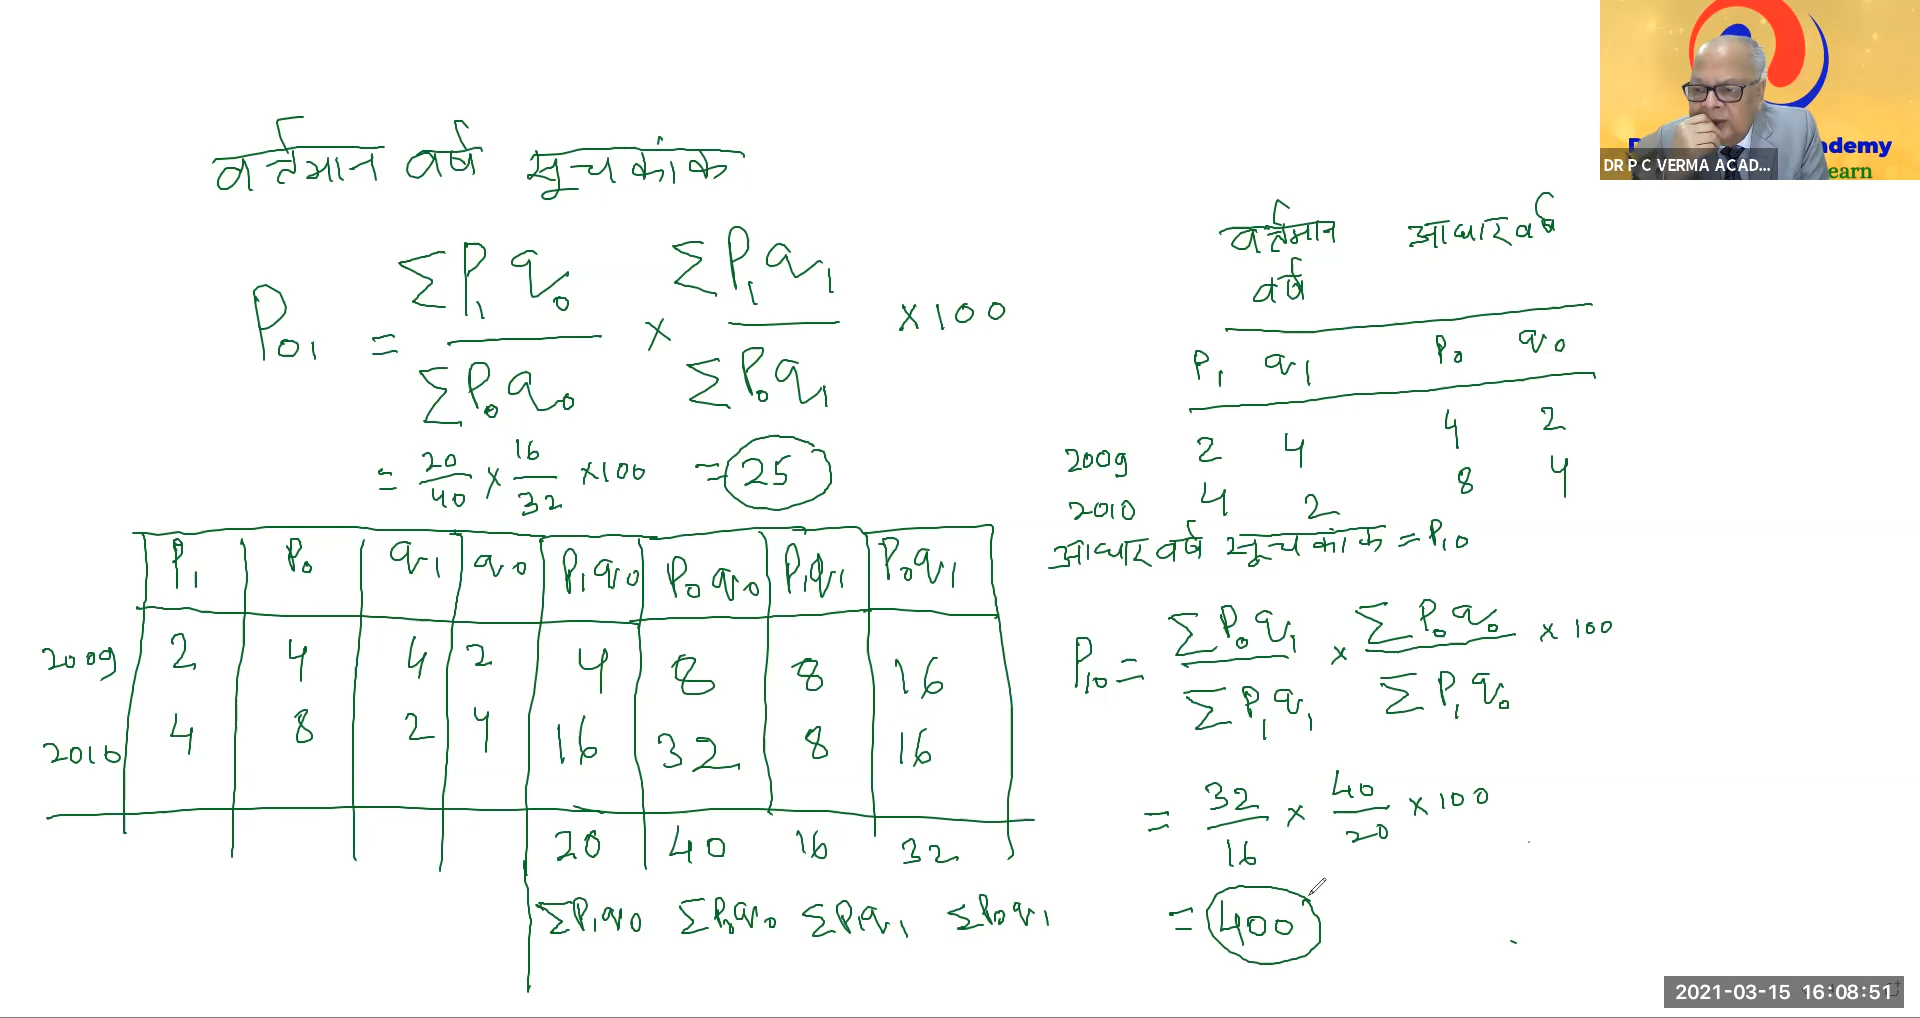 वर्तमान वर्ष सूचकांक
P₀₁ = ΣP₁q₀ / ΣP₀q₀ × ΣP₁q₁ / ΣP₀q₁ ×100
= 20/40 × 16/32 ×100 = 25
P₁ P₀ q₁ q₀ P₁q₀ P₀q₀ P₁q₁ P₀q₁
2009 2 4 4 2 4 8 8 16
2010 4 8 2 4 16 32 8 16
20 40 16 32
ΣP₁q₀ ΣP₀q₀ ΣP₁q₁ ΣP₀q₁
वर्तमान वर्ष आधार वर्ष
P₁ q₁ P₀ q₀
2009 2 4 4 2
2010 4 2 8 4
आधार वर्ष सूचकांक = P₁₀
P₁₀ = ΣP₀q₁ / ΣP₁q₁ × ΣP₀q₀ / ΣP₁q₀ × 100
= 32/16 × 40/20 × 100
= 400
DR P C VERMA ACAD...
ademy
earn
2021-03-15 16:08:51